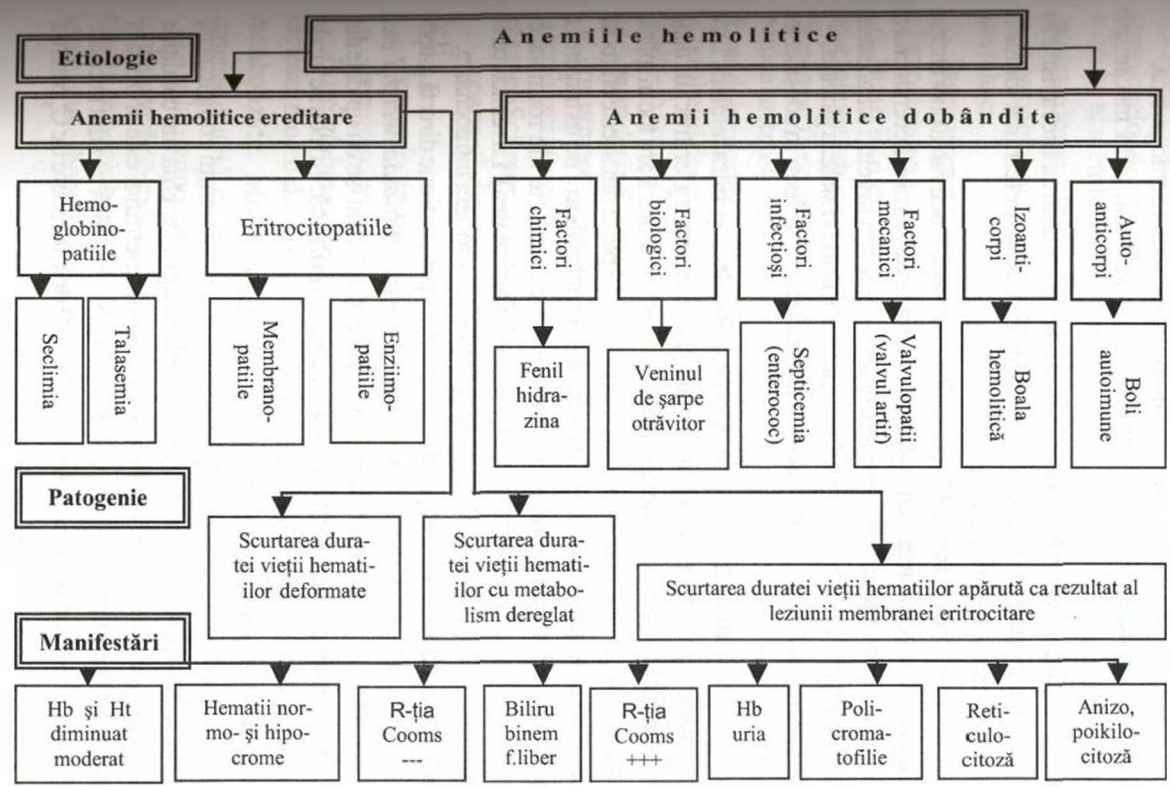 Anemiile hemolitice
Etiologie
Anemii hemolitice ereditare
Anemii hemolitice dobândite
Hemo-
globino-
patiile
Eritrocitopatiile
Factori
chimici
Factori
biologici
Factori
infecțioși
Factori
mecanici
Izoanti-
corpi
Auto-
anticorpi
Seclimia
Talasemia
Membrano-
patiile
Enziimo-
patiile
Fenil
hidra-
zina
Veninul
de șarpe
otrăvitor
Septicemia
(enterococ)
Valvulopatii
(valvul artif)
Boala
hemolitică
Boli
autoimune
Patogenie
Scurtarea dura-
tei vieții hemati-
ilor deformate
Scurtarea dura-
tei vieții hemati-
ilor cu metabo-
lism dereglat
Scurtarea duratei vieții hematiilor apărută ca rezultat al
leziunii membranei eritrocitare
Manifestări
Hb și Ht
diminuat
moderat
Hematii nor-
mo- și hipo-
crome
R-ția
Cooms
---
Biliru
binem
f.liber
R-ția
Cooms
+++
Hb
uria
Poli-
croma-
tofilie
Reti-
culo-
citoză
Anizo,
poikilo-
citoză